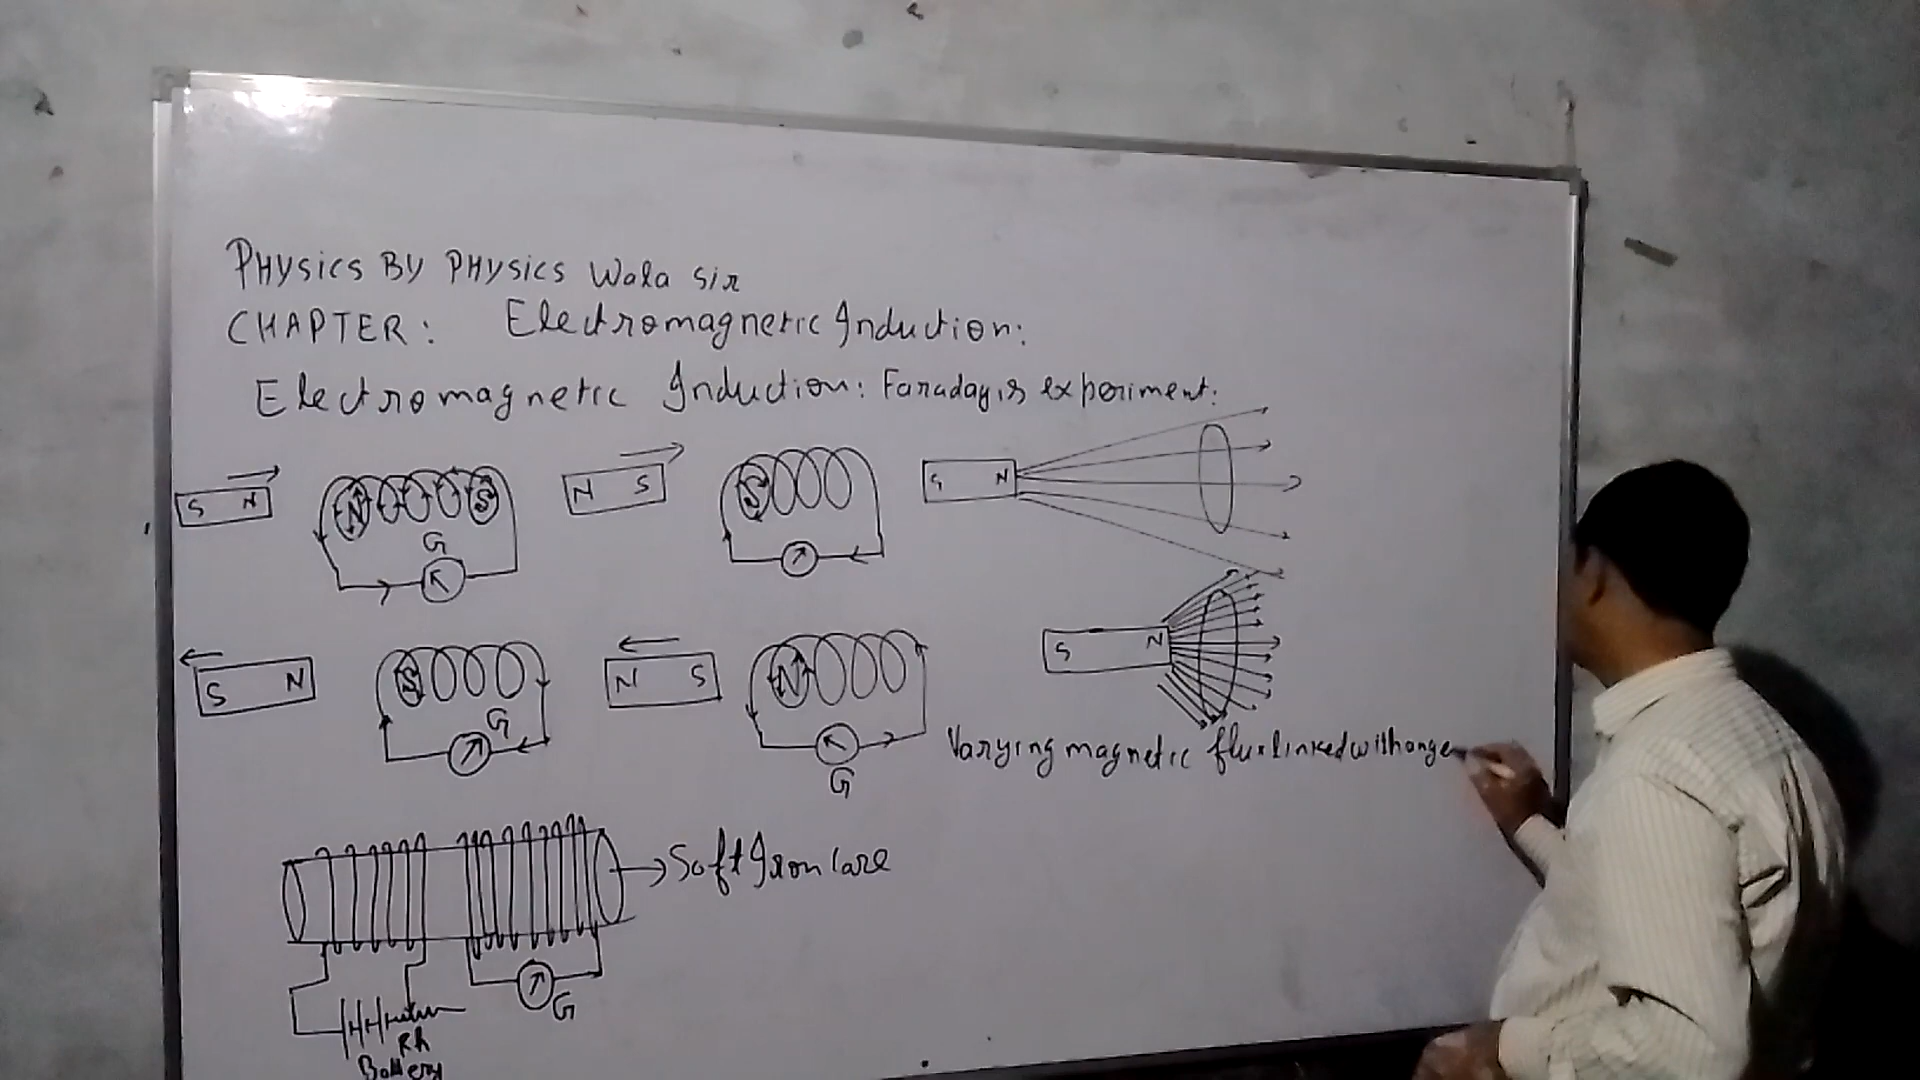 PHYSICS BY PHYSICS Wala Sir
CHAPTER: Electromagnetic Induction:
Electromagnetic Induction: Faraday's experiment:
S N
N S
G
N S
S
S N
S N
S
G
N S
N
G
S N
Varying magnetic flux linked with
Soft Iron Core
G
Rh
Battery